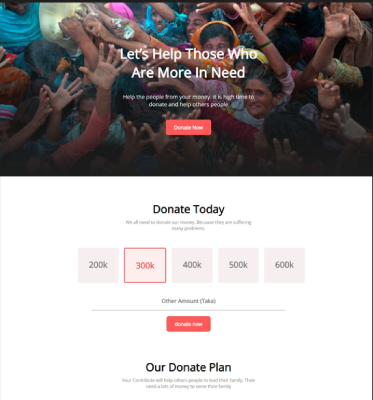 Let's Help Those Who
Are More In Need
Help the people from your money. It is high time to
donate and help others people
Donate Now
Donate Today
We all need to donate our money. Because they are suffering
many problems.
200k
300k
400k
500k
600k
Other Amount (Taka)
donate now
Our Donate Plan
Your Contribute will help others people to lead their family. Their
need a lots of money to serve their family